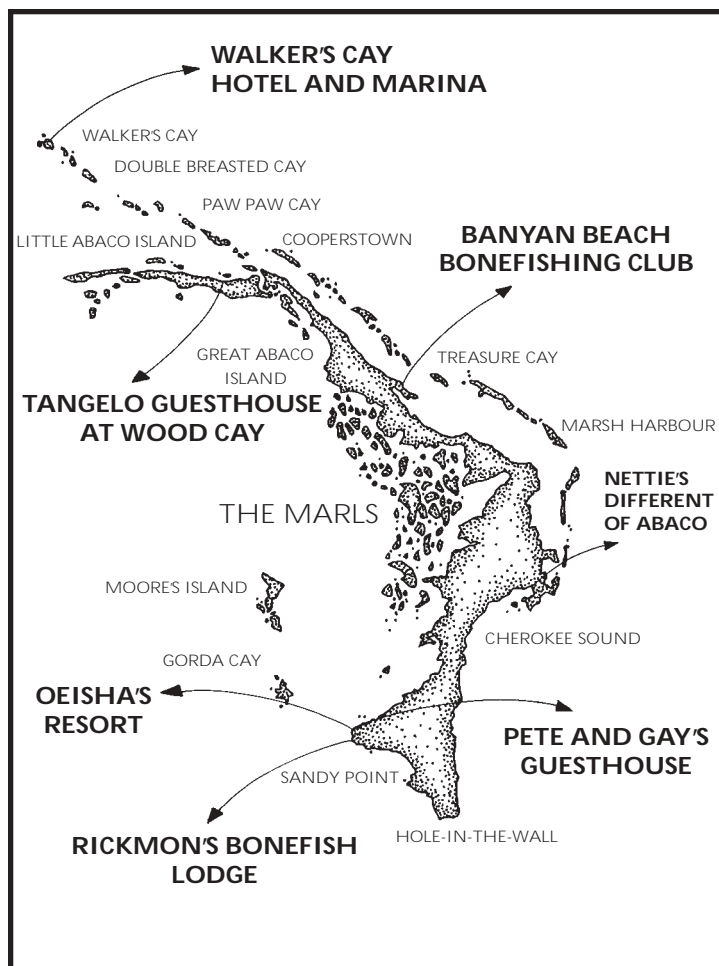 WALKER'S CAY
HOTEL AND MARINA
WALKER'S CAY
DOUBLE BREASTED CAY
PAW PAW CAY
LITTLE ABACO ISLAND
COOPERSTOWN
BANYAN BEACH
BONEFISHING CLUB
GREAT ABACO
ISLAND
TREASURE CAY
TANGELO GUESTHOUSE
AT WOOD CAY
MARSH HARBOUR
NETTIE'S
DIFFERENT
OF ABACO
THE MARLS
MOORE'S ISLAND
CHEROKEE SOUND
GORDA CAY
OEISHA'S
RESORT
PETE AND GAY'S
GUESTHOUSE
SANDY POINT
HOLE-IN-THE-WALL
RICKMON'S BONEFISH
LODGE